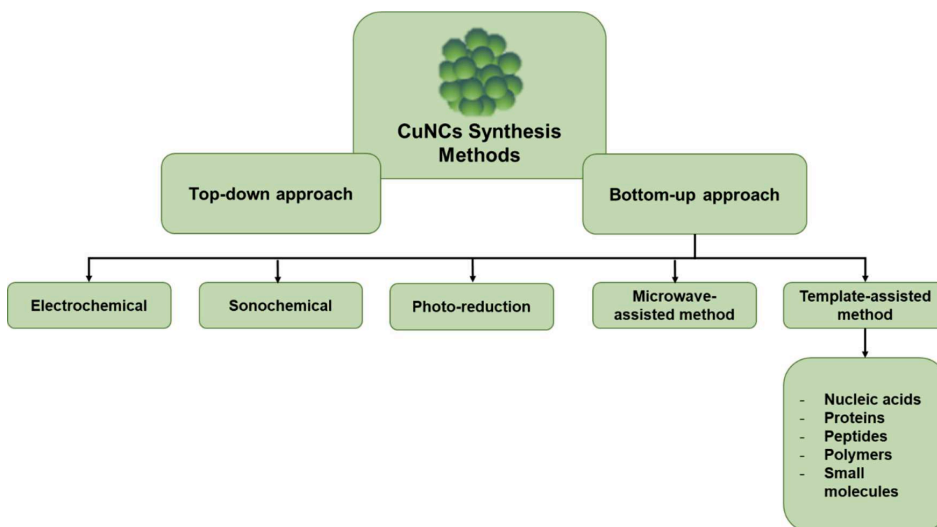 CuNCs Synthesis
Methods
Top-down approach
Bottom-up approach
Electrochemical
Sonochemical
Photo-reduction
Microwave-
assisted method
Template-assisted
method
- Nucleic acids
- Proteins
- Peptides
- Polymers
- Small
molecules